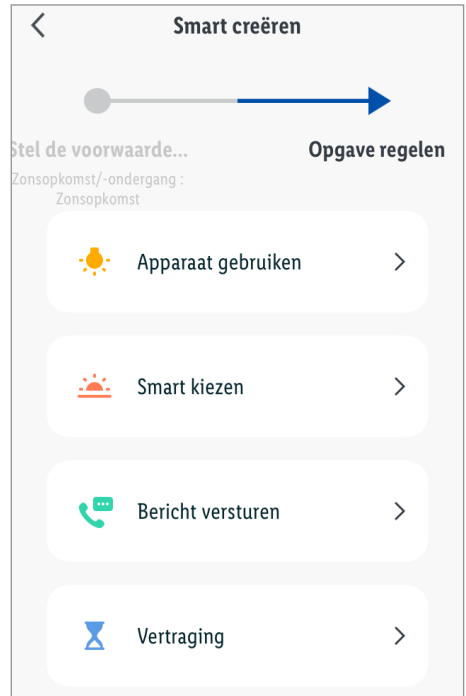 Smart creëren
Stel de voorwaarde...
Opgave regelen
Zonsopkomst/-ondergang :
Zonsopkomst
Apparaat gebruiken
Smart kiezen
Bericht versturen
Vertraging